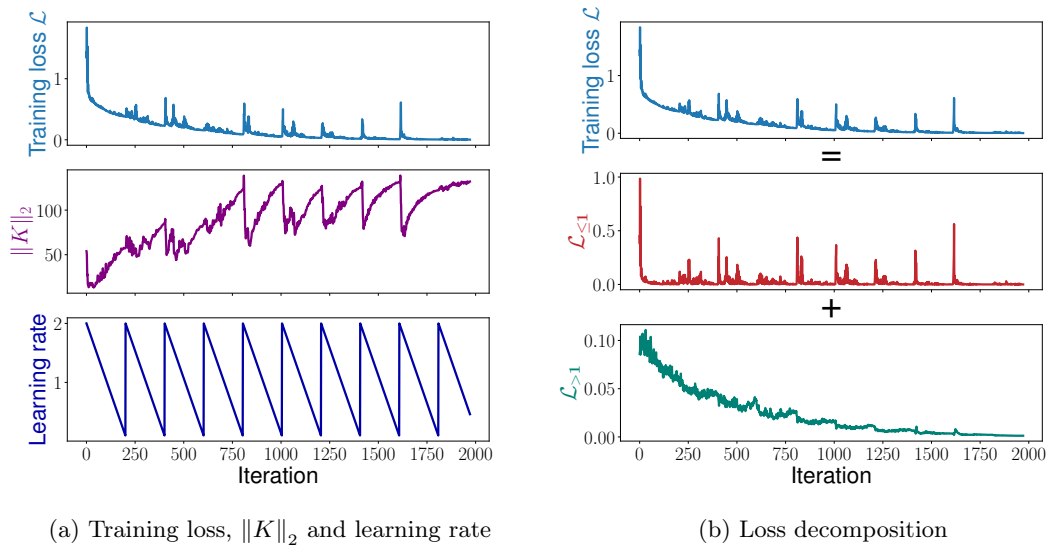 Training loss 𝓛
1
0
‖K‖₂
100
50
Learning rate
2
1
0 250 500 750 1000 1250 1500 1750 2000
Iteration
(a) Training loss, ‖K‖₂ and learning rate
Training loss 𝓛
1
0
=
𝓛≤1
1.0
0.5
0.0
+
𝓛>1
0.10
0.05
0.00
0 250 500 750 1000 1250 1500 1750 2000
Iteration
(b) Loss decomposition